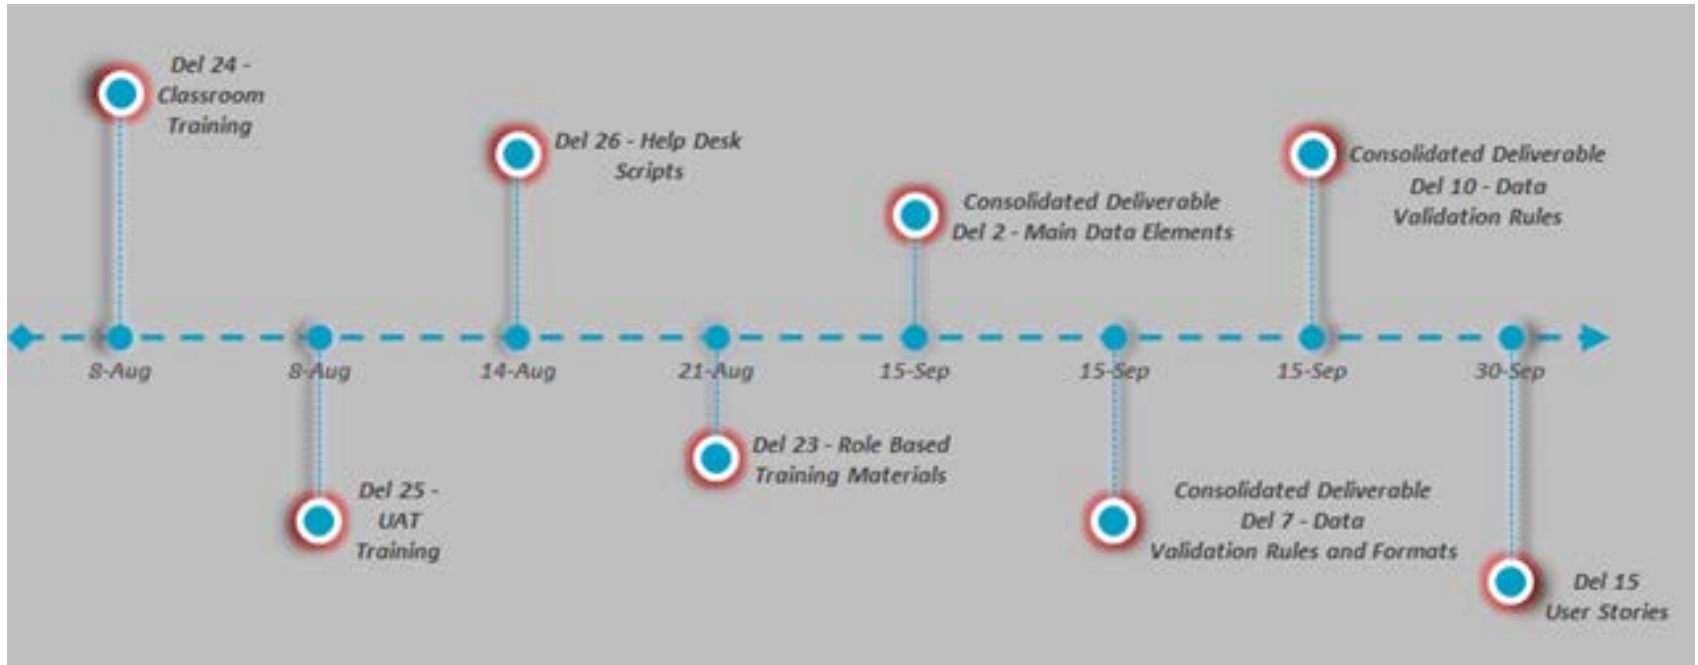 Del 24 -
Classroom
Training
Del 26 - Help Desk
Scripts
Consolidated Deliverable
Del 2 - Main Data Elements
Consolidated Deliverable
Del 10 - Data
Validation Rules
8-Aug
8-Aug
14-Aug
21-Aug
15-Sep
15-Sep
15-Sep
30-Sep
Del 25 -
UAT
Training
Del 23 - Role Based
Training Materials
Consolidated Deliverable
Del 7 - Data
Validation Rules and Formats
Del 15
User Stories